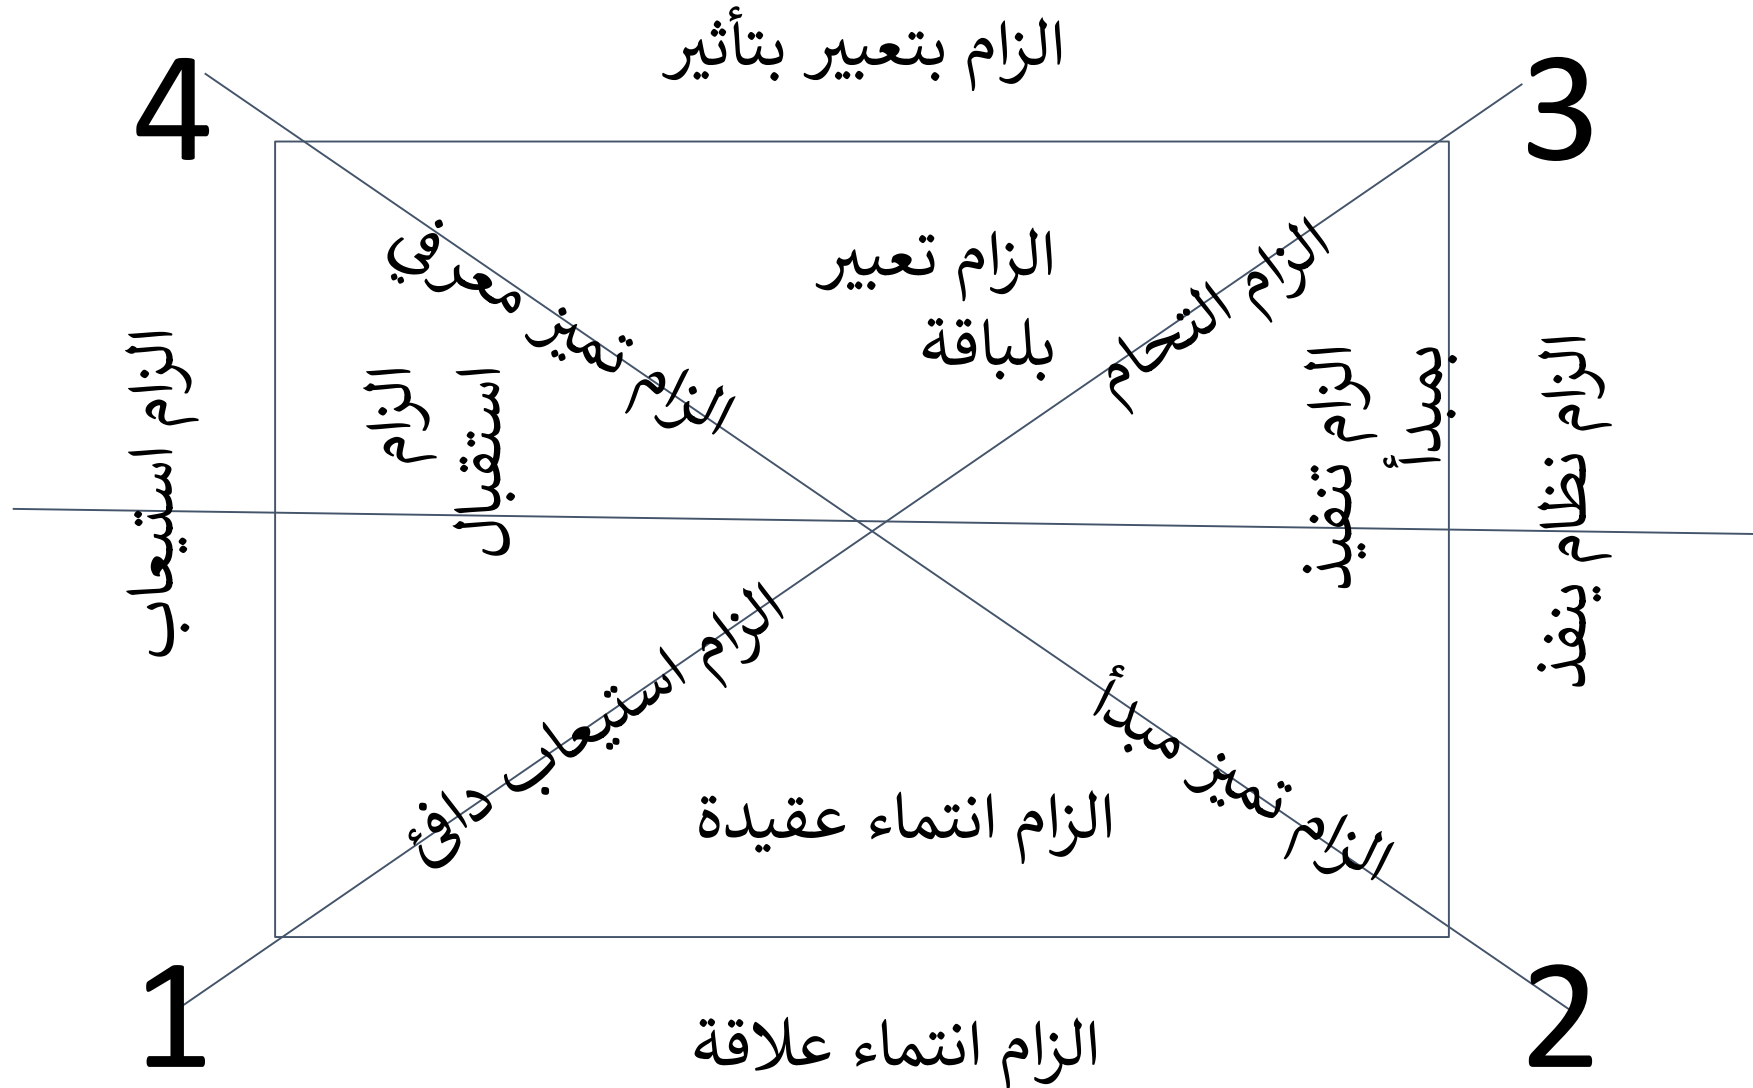 الزام بتعبير بتأثير
3
4
الزام تعبير
بلباقة
الزام التحام
الزام تميز معرفي
الزام نظام ينفذ
الزام تنفيذ
بمبدأ
الزام
استقبال
الزام استيعاب
الزام استيعاب دافئ
الزام تميز مبدأ
الزام انتماء عقيدة
2
1
الزام انتماء علاقة